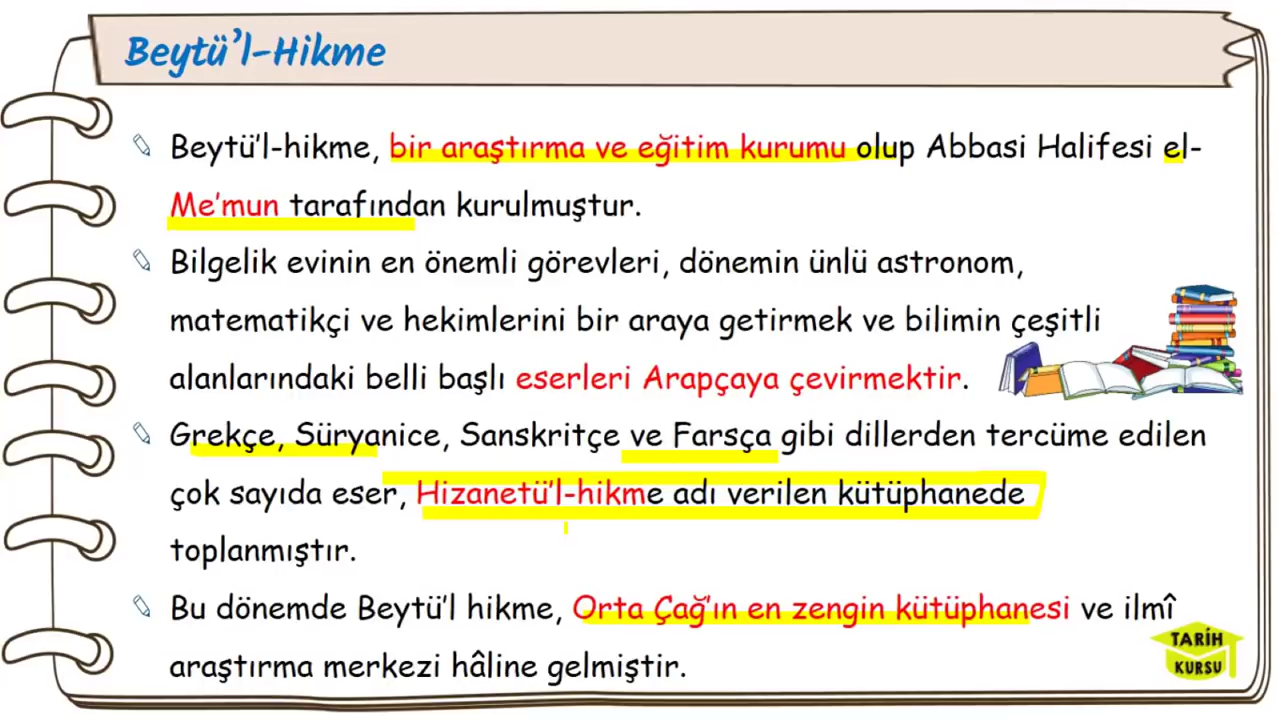 Beytü'l-Hikme
Beytü'l-hikme, bir araştırma ve eğitim kurumu olup Abbasi Halifesi el-
Me'mun tarafından kurulmuştur.
Bilgelik evinin en önemli görevleri, dönemin ünlü astronom,
matematikçi ve hekimlerini bir araya getirmek ve bilimin çeşitli
alanlarındaki belli başlı eserleri Arapçaya çevirmektir.
Grekçe, Süryanice, Sanskritçe ve Farsça gibi dillerden tercüme edilen
çok sayıda eser, Hizanetü'l-hikme adı verilen kütüphanede
toplanmıştır.
Bu dönemde Beytü'l hikme, Orta Çağ'ın en zengin kütüphanesi ve ilmî
araştırma merkezi hâline gelmiştir.
TARİH
KURSU